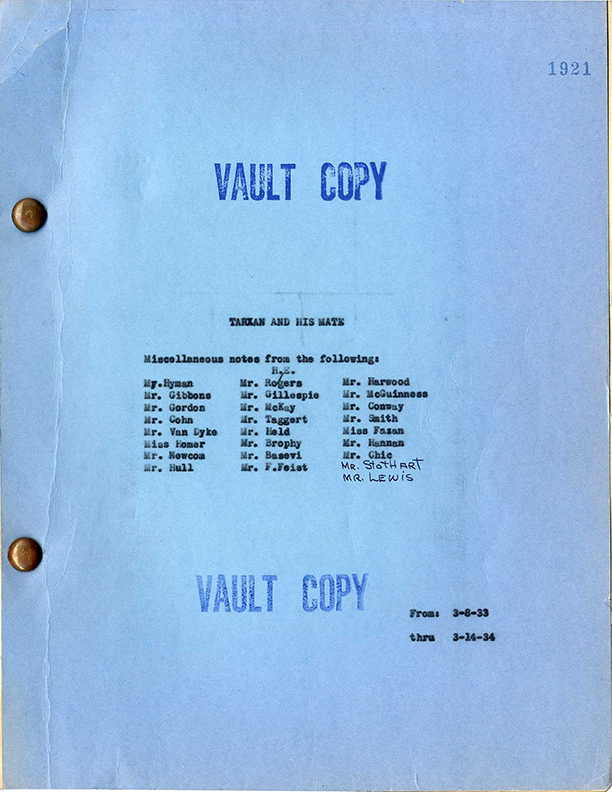 1921
VAULT COPY
TARZAN AND HIS MATE
Miscellaneous notes from the following:
H.E.
Mr. Hyman Mr. Rogers Mr. Harwood
Mr. Gibbons Mr. Gillespie Mr. McGuinness
Mr. Gordon Mr. McKay Mr. Conway
Mr. Cohn Mr. Taggert Mr. Smith
Mr. Van Dyke Mr. Held Miss Fazan
Miss Homer Mr. Brophy Mr. Hannan
Mr. Newcom Mr. Basevi Mr. Chic
Mr. Hull Mr. F.Feist MR. StotHART
MR. LEWIS
VAULT COPY
From: 3-8-33
thru 3-14-34